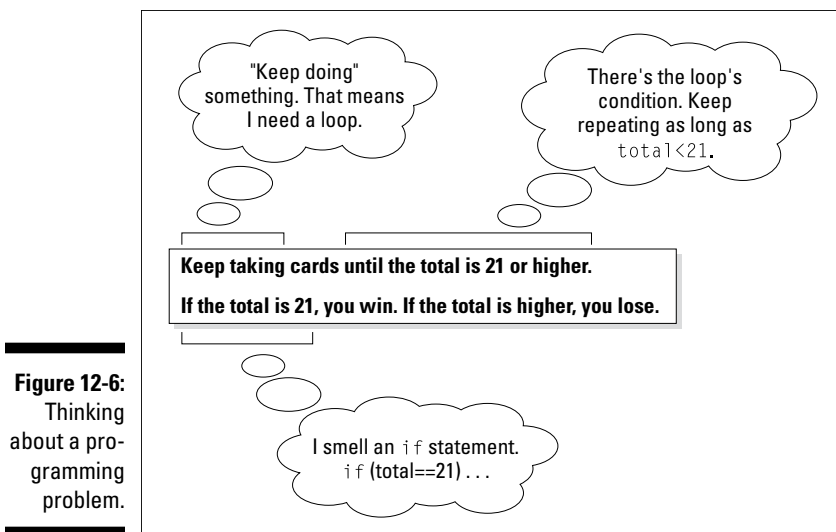 "Keep doing"
something. That means
I need a loop.
There's the loop's
condition. Keep
repeating as long as
total<21.
Keep taking cards until the total is 21 or higher.
If the total is 21, you win. If the total is higher, you lose.
I smell an if statement.
if (total==21) . . .
Figure 12-6:
Thinking
about a pro-
gramming
problem.